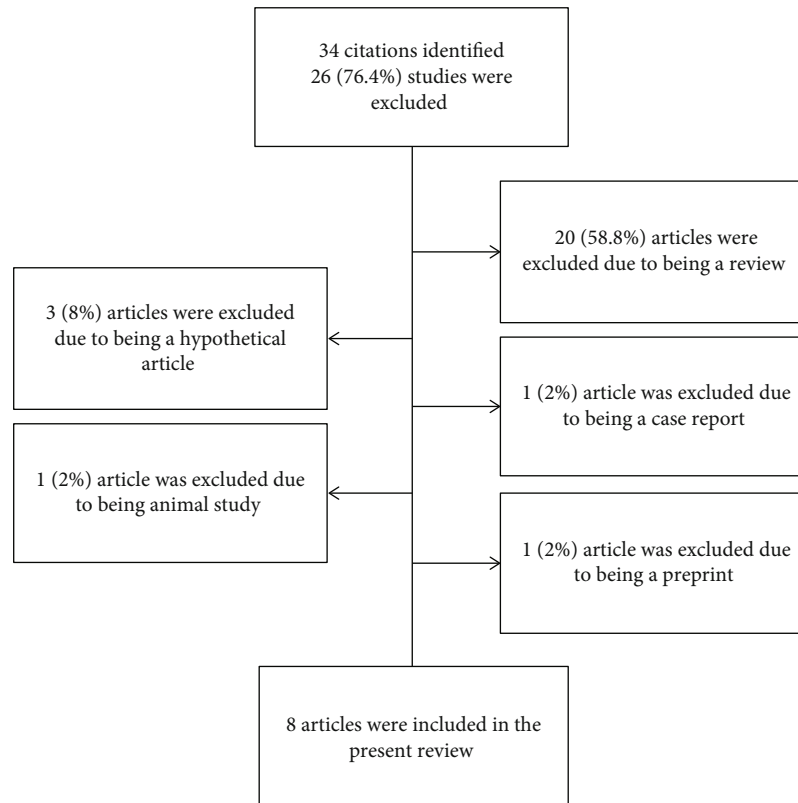 34 citations identified
26 (76.4%) studies were
excluded
20 (58.8%) articles were
excluded due to being a review
3 (8%) articles were excluded
due to being a hypothetical
article
1 (2%) article was excluded due
to being a case report
1 (2%) article was excluded due
to being animal study
1 (2%) article was excluded due
to being a preprint
8 articles were included in the
present review